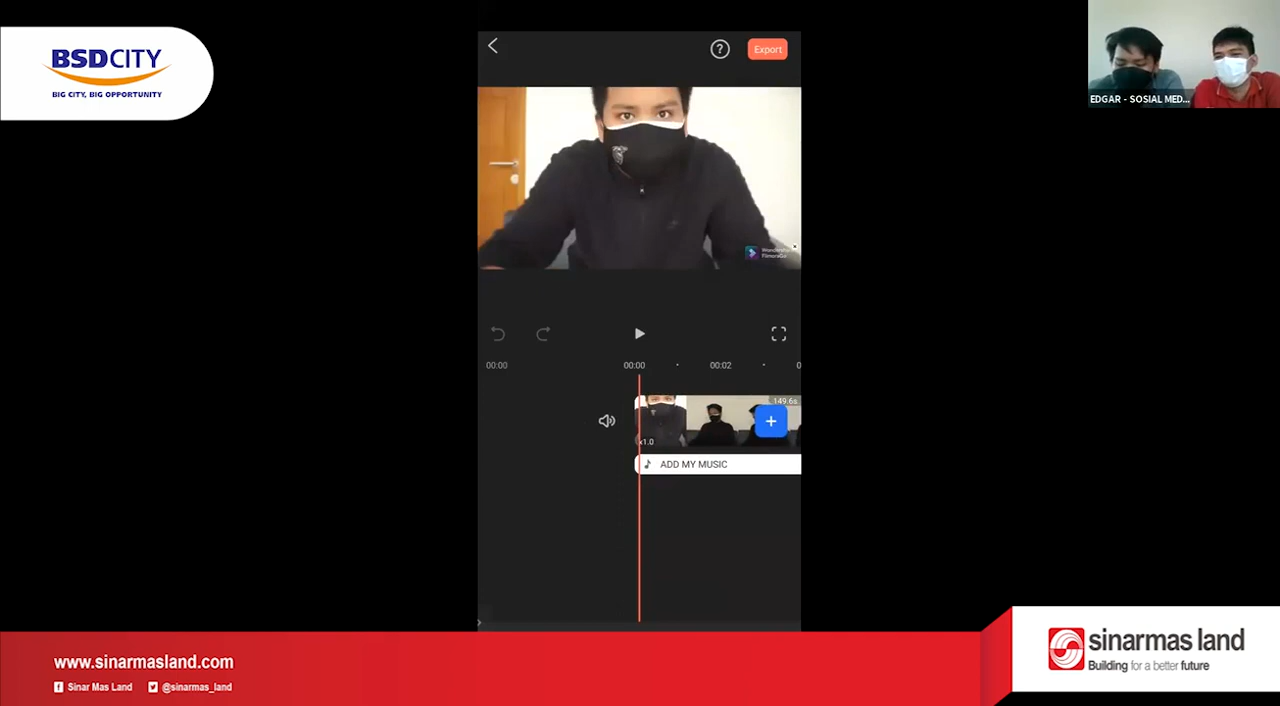 BSDCITY
BIG CITY, BIG OPPORTUNITY
?
Export
EDGAR - SOSIAL MED...
00:00
00:00
00:02
149.6s
x1.0
+
ADD MY MUSIC
www.sinarmasland.com
Sinar Mas Land
@sinarmas_land
sinarmas land
Building for a better future